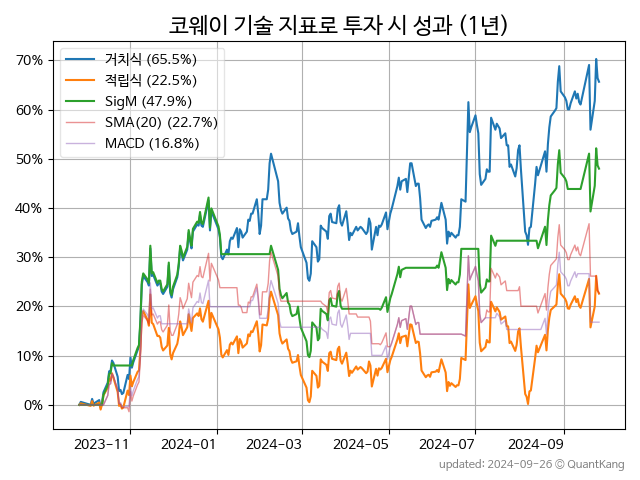 코웨이 기술 지표로 투자 시 성과 (1년)
거치식 (65.5%)
적립식 (22.5%)
SigM (47.9%)
SMA(20) (22.7%)
MACD (16.8%)
70%
60%
50%
40%
30%
20%
10%
0%
2023-11 2024-01 2024-03 2024-05 2024-07 2024-09
updated: 2024-09-26 © QuantKang